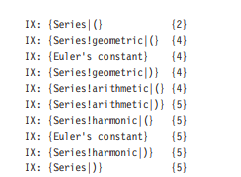 IX: {Series|(} {2}
IX: {Series!geometric|(} {4}
IX: {Euler's constant} {4}
IX: {Series!geometric|)} {4}
IX: {Series!arithmetic|(} {4}
IX: {Series!arithmetic|)} {5}
IX: {Series!harmonic|(} {5}
IX: {Euler's constant} {5}
IX: {Series!harmonic|)} {5}
IX: {Series|)} {5}